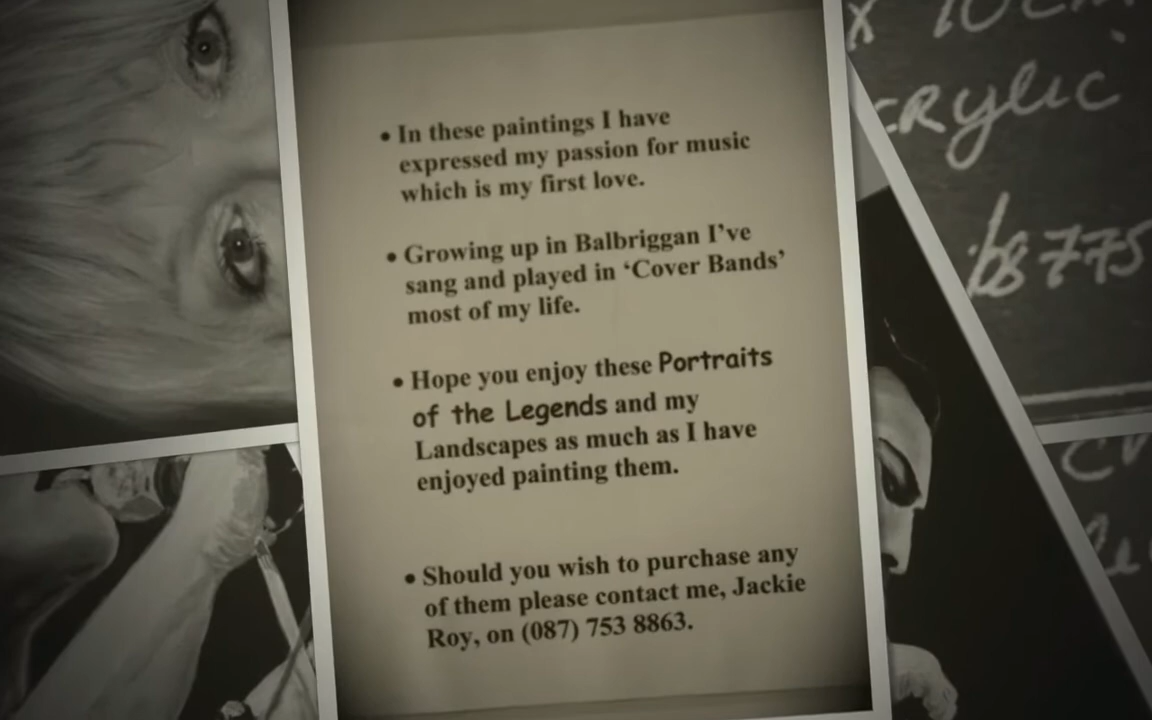 • In these paintings I have
expressed my passion for music
which is my first love.
• Growing up in Balbriggan I've
sang and played in 'Cover Bands'
most of my life.
• Hope you enjoy these Portraits
of the Legends and my
Landscapes as much as I have
enjoyed painting them.
• Should you wish to purchase any
of them please contact me, Jackie
Roy, on (087) 753 8863.